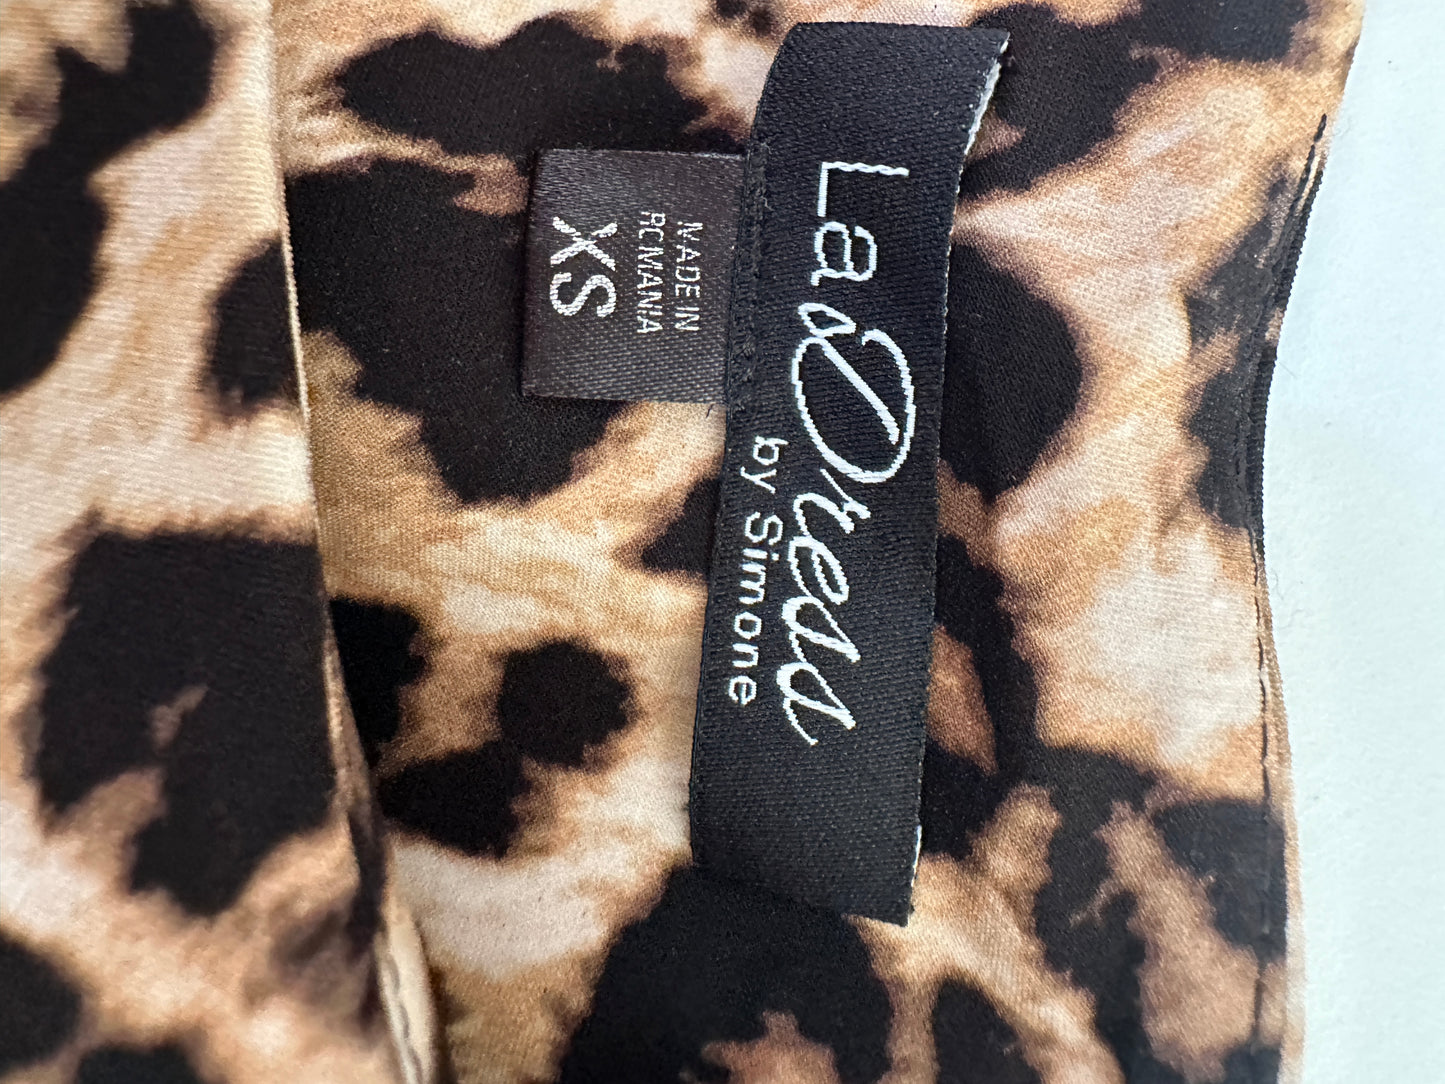 La Dress
by Simone
MADE IN
ROMANIA
XS